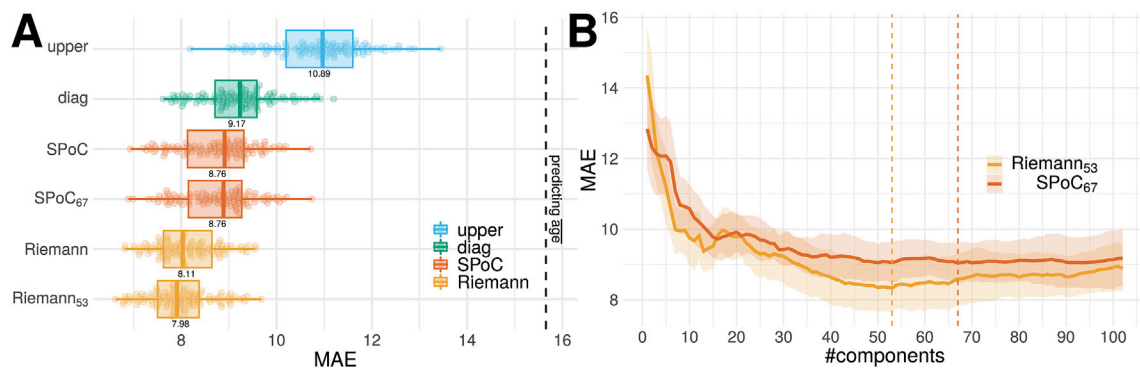 A
upper
10.89
diag
9.17
SPoC
8.76
SPoC₆₇
8.76
Riemann
8.11
Riemann₅₃
7.98
predicting age
upper
diag
SPoC
Riemann
8 10 12 14 16
MAE
B
MAE
16
14
12
10
8
Riemann₅₃
SPoC₆₇
0 10 20 30 40 50 60 70 80 90 100
#components